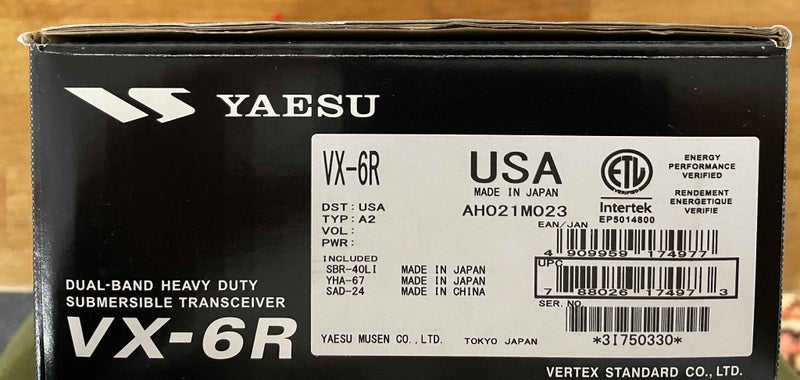 YAESU
VX-6R
USA
MADE IN JAPAN
AH021M023
ETL
Intertek
EP5014800
ENERGY
PERFORMANCE
VERIFIED
RENDEMENT
ENERGETIQUE
VERIFIE
DST: USA
TYP: A2
VOL:
PWR:
INCLUDED
SBR-40LI MADE IN JAPAN
YHA-67 MADE IN JAPAN
SAD-24 MADE IN CHINA
EAN/JAN
4 909959 174977
UPC
7 88026 17497 3
SER. NO.
*3I750330*
YAESU MUSEN CO., LTD. TOKYO JAPAN
DUAL-BAND HEAVY DUTY
SUBMERSIBLE TRANSCEIVER
VX-6R
VERTEX STANDARD CO., LTD.